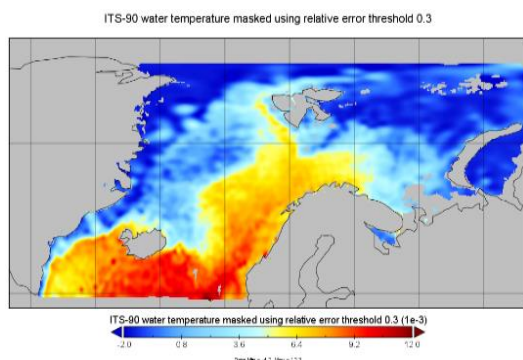 ITS-90 water temperature masked using relative error threshold 0.3
ITS-90 water temperature masked using relative error threshold 0.3 (1e-3)
-2.0 0.8 3.6 6.4 9.2 12.0